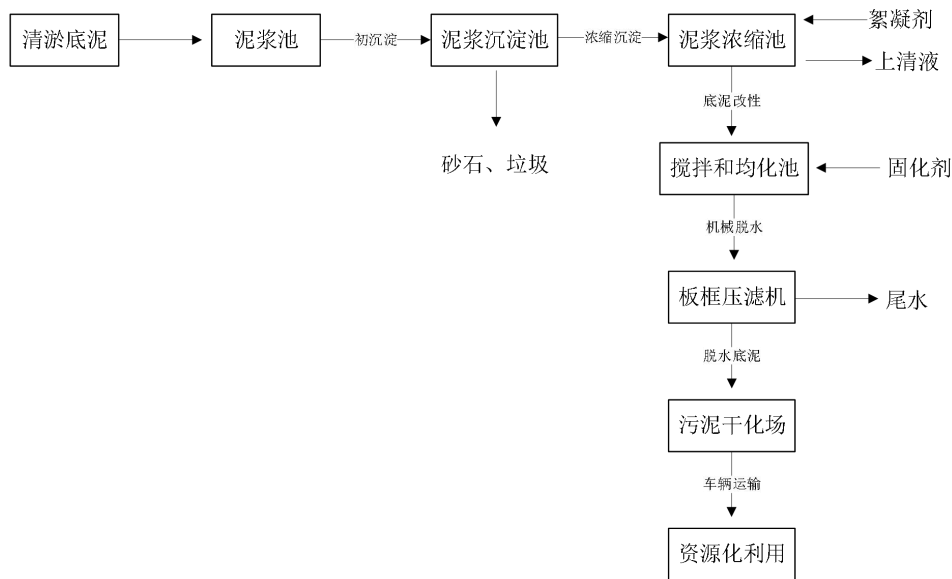 清淤底泥
泥浆池
初沉淀
泥浆沉淀池
浓缩沉淀
泥浆浓缩池
絮凝剂
上清液
底泥改性
砂石、垃圾
搅拌和均化池
固化剂
机械脱水
板框压滤机
尾水
脱水底泥
污泥干化场
车辆运输
资源化利用